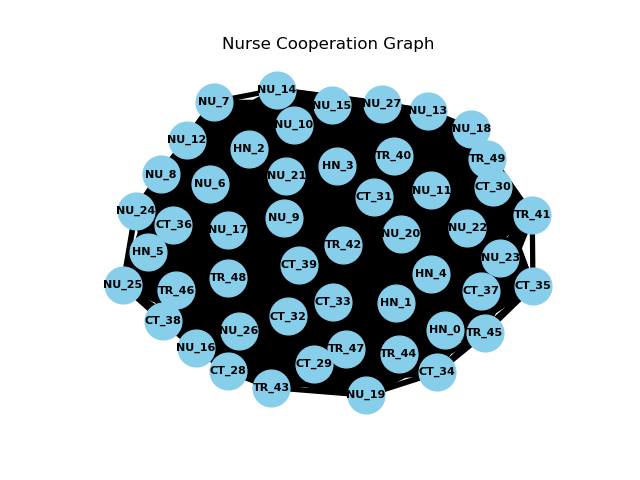 Nurse Cooperation Graph
NU_14
NU_7
NU_15
NU_27
NU_13
NU_10
NU_18
NU_12
HN_2
TR_40
TR_49
HN_3
NU_8
NU_21
NU_6
CT_30
NU_11
CT_31
NU_24
TR_41
NU_9
CT_36
NU_17
NU_22
NU_20
TR_42
HN_5
NU_23
CT_39
HN_4
TR_48
NU_25
CT_35
TR_46
CT_37
CT_33
HN_1
CT_32
CT_38
NU_26
HN_0
TR_45
NU_16
TR_47
TR_44
CT_29
CT_28
CT_34
TR_43
NU_19